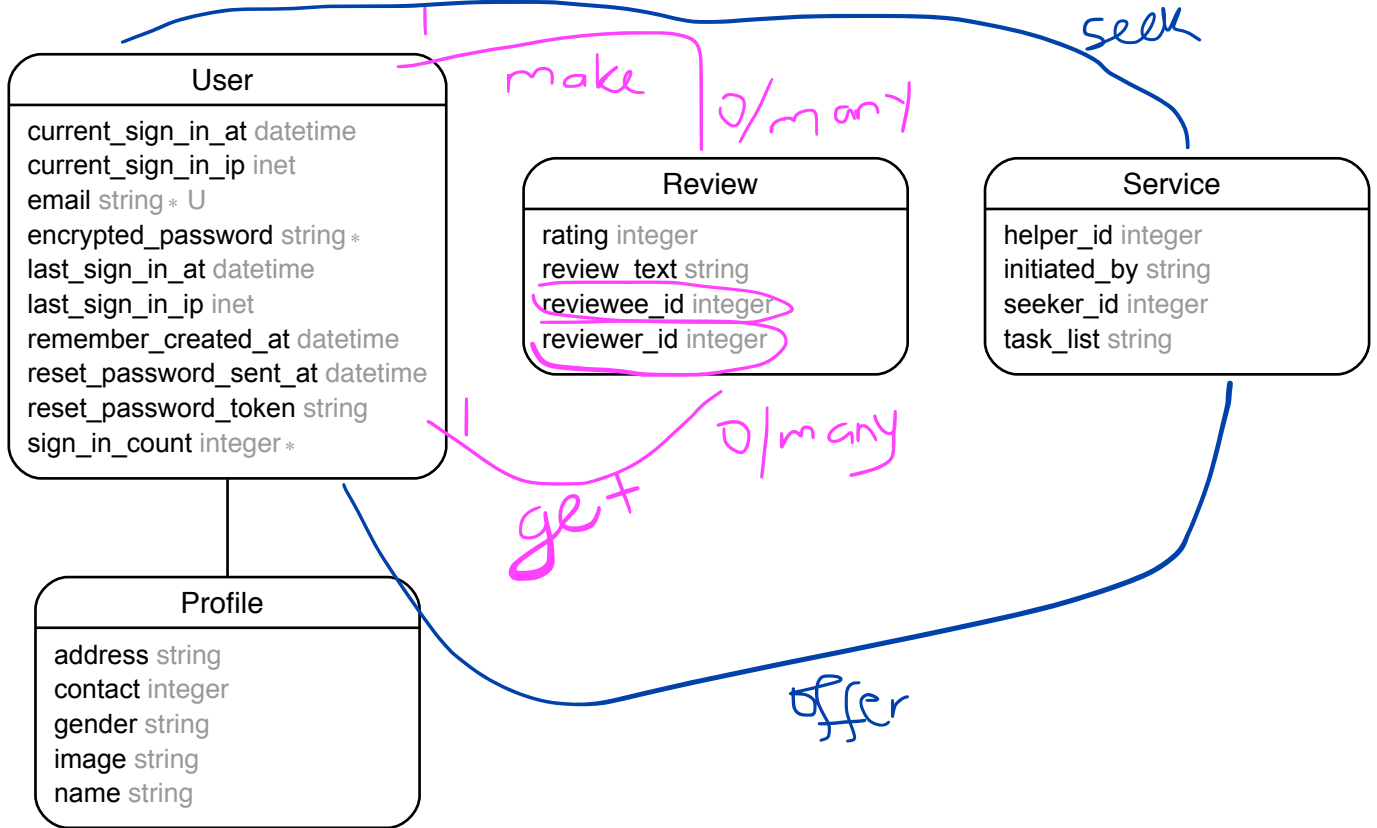 seek
1
make
0/many
User
current_sign_in_at datetime
current_sign_in_ip inet
email string * U
encrypted_password string *
last_sign_in_at datetime
last_sign_in_ip inet
remember_created_at datetime
reset_password_sent_at datetime
reset_password_token string
sign_in_count integer *
Review
rating integer
review_text string
reviewee_id integer
reviewer_id integer
Service
helper_id integer
initiated_by string
seeker_id integer
task_list string
1
0/many
get
Profile
address string
contact integer
gender string
image string
name string
offer